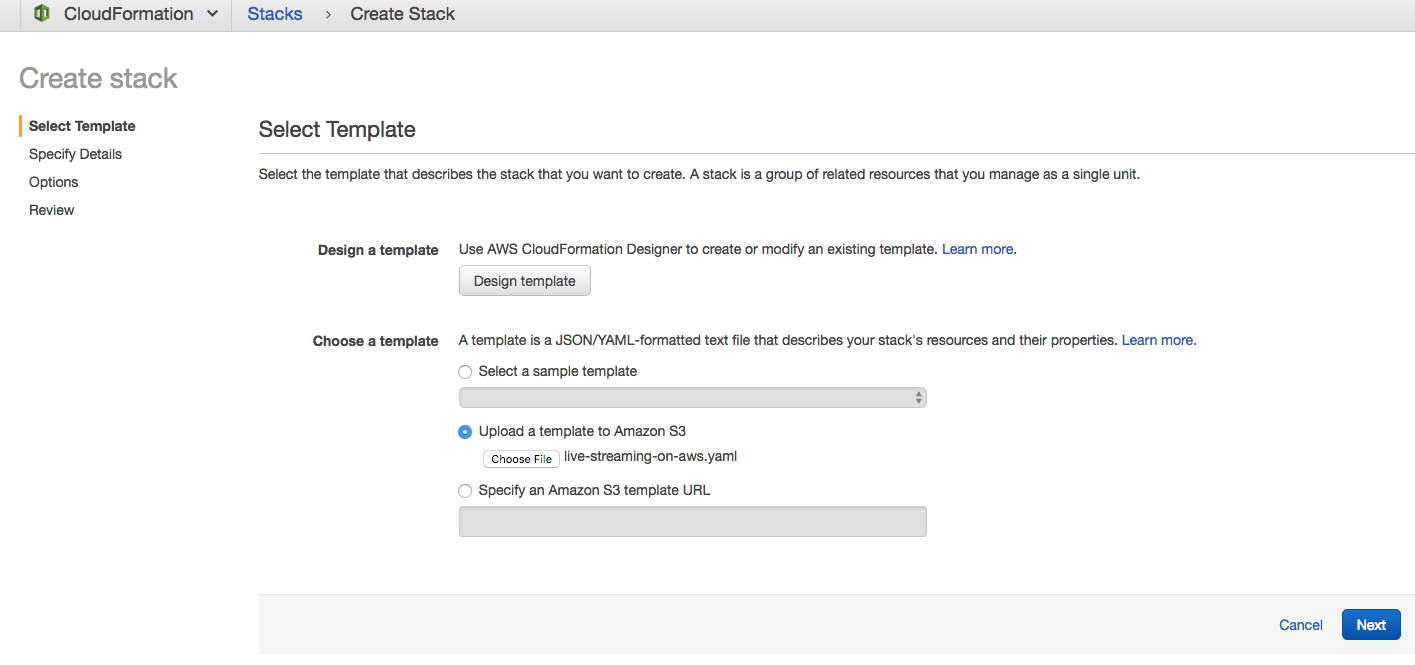 CloudFormation Stacks › Create Stack
Create stack
Select Template
Specify Details
Options
Review
Select Template
Select the template that describes the stack that you want to create. A stack is a group of related resources that you manage as a single unit.
Design a template Use AWS CloudFormation Designer to create or modify an existing template. Learn more.
Design template
Choose a template A template is a JSON/YAML-formatted text file that describes your stack's resources and their properties. Learn more.
Select a sample template
Upload a template to Amazon S3
Choose File live-streaming-on-aws.yaml
Specify an Amazon S3 template URL
Cancel Next